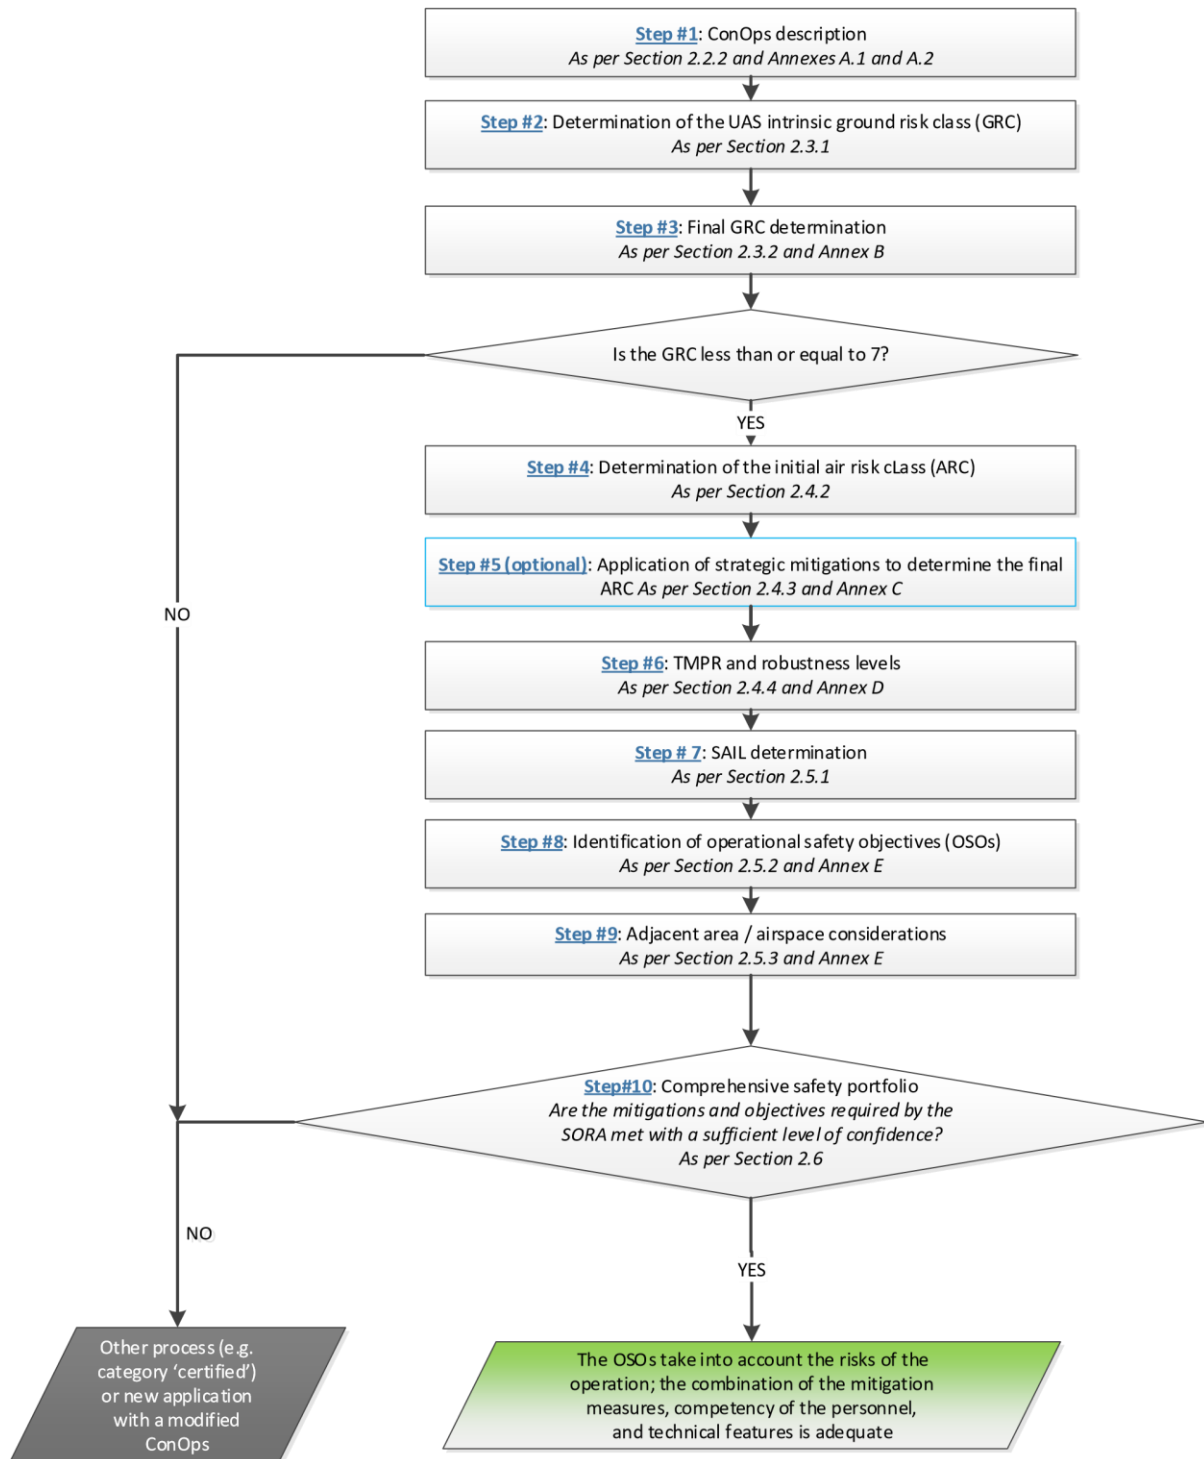 Step #1: ConOps description
As per Section 2.2.2 and Annexes A.1 and A.2
Step #2: Determination of the UAS intrinsic ground risk class (GRC)
As per Section 2.3.1
Step #3: Final GRC determination
As per Section 2.3.2 and Annex B
Is the GRC less than or equal to 7?
YES
Step #4: Determination of the initial air risk cLass (ARC)
As per Section 2.4.2
Step #5 (optional): Application of strategic mitigations to determine the final
ARC As per Section 2.4.3 and Annex C
NO
Step #6: TMPR and robustness levels
As per Section 2.4.4 and Annex D
Step # 7: SAIL determination
As per Section 2.5.1
Step #8: Identification of operational safety objectives (OSOs)
As per Section 2.5.2 and Annex E
Step #9: Adjacent area / airspace considerations
As per Section 2.5.3 and Annex E
Step#10: Comprehensive safety portfolio
Are the mitigations and objectives required by the
SORA met with a sufficient level of confidence?
As per Section 2.6
NO
YES
Other process (e.g.
category ‘certified’)
or new application
with a modified
ConOps
The OSOs take into account the risks of the
operation; the combination of the mitigation
measures, competency of the personnel,
and technical features is adequate